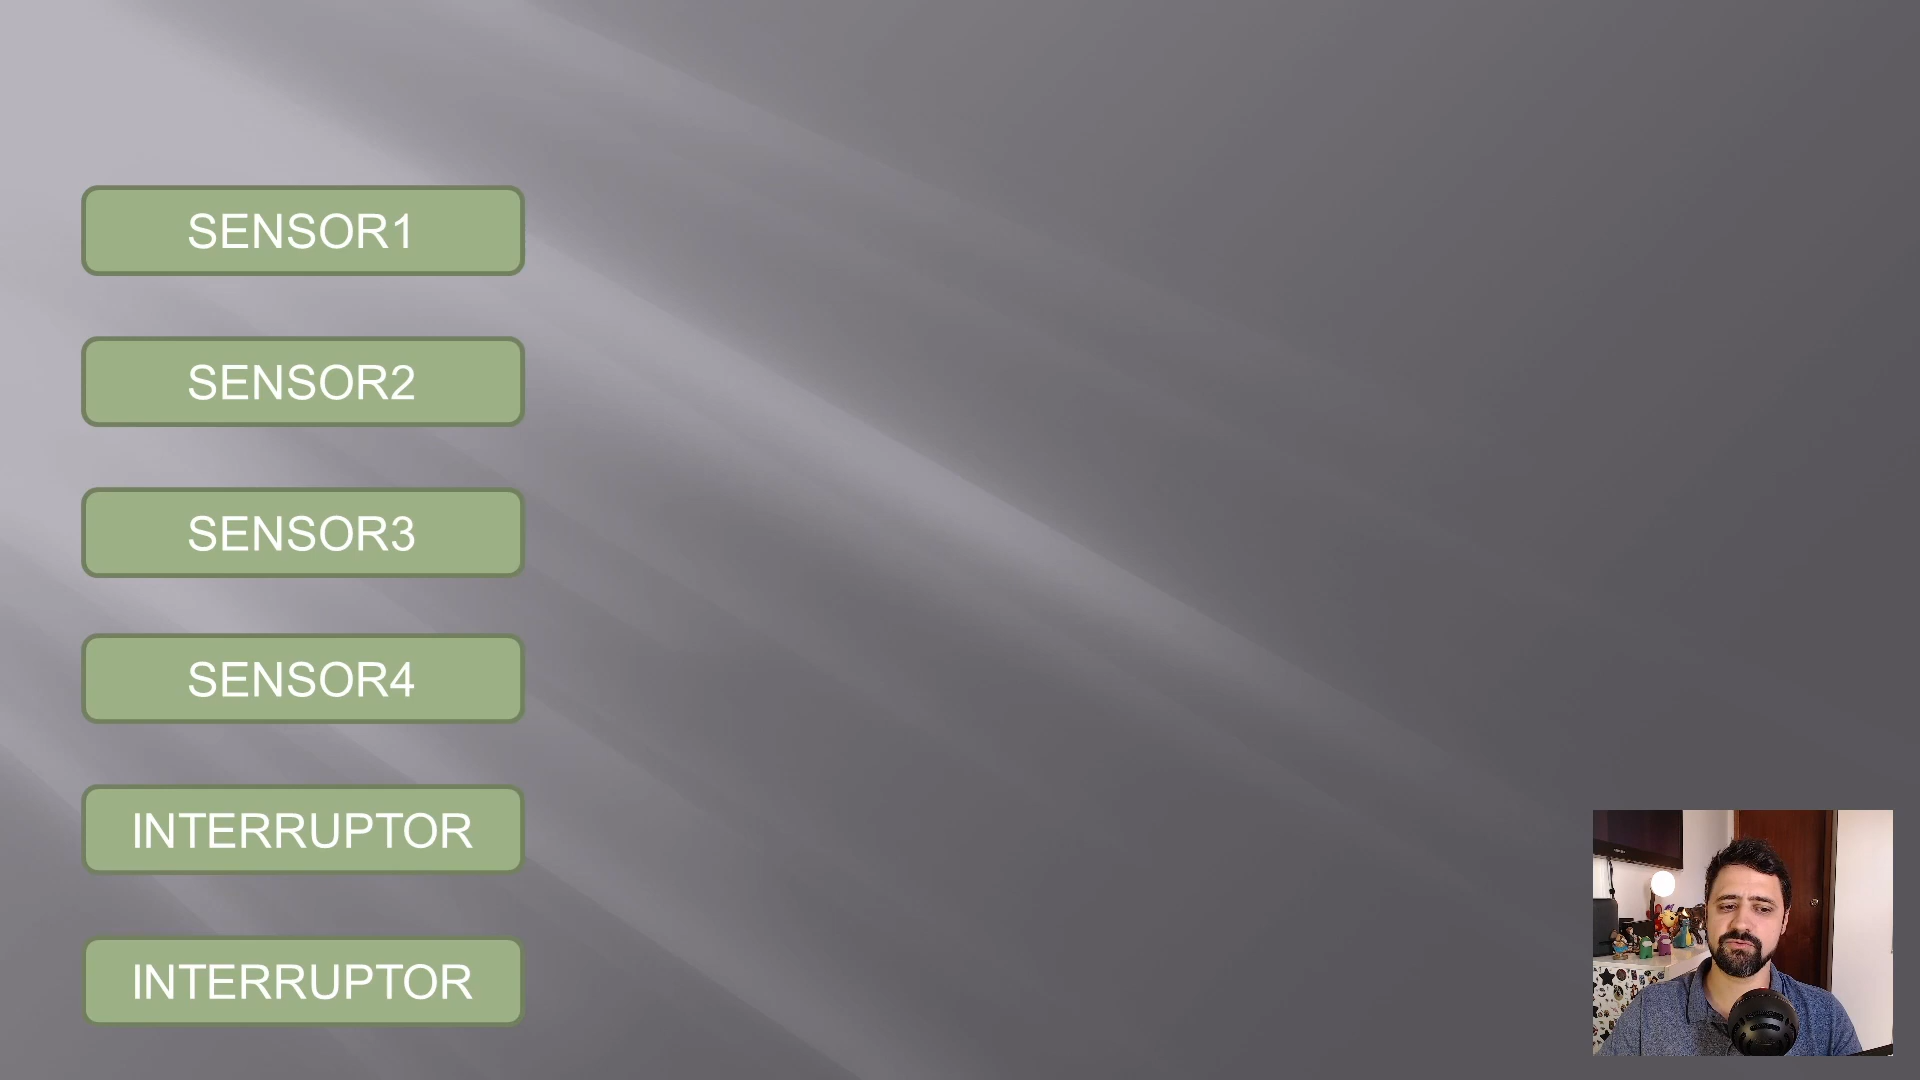 SENSOR1
SENSOR2
SENSOR3
SENSOR4
INTERRUPTOR
INTERRUPTOR